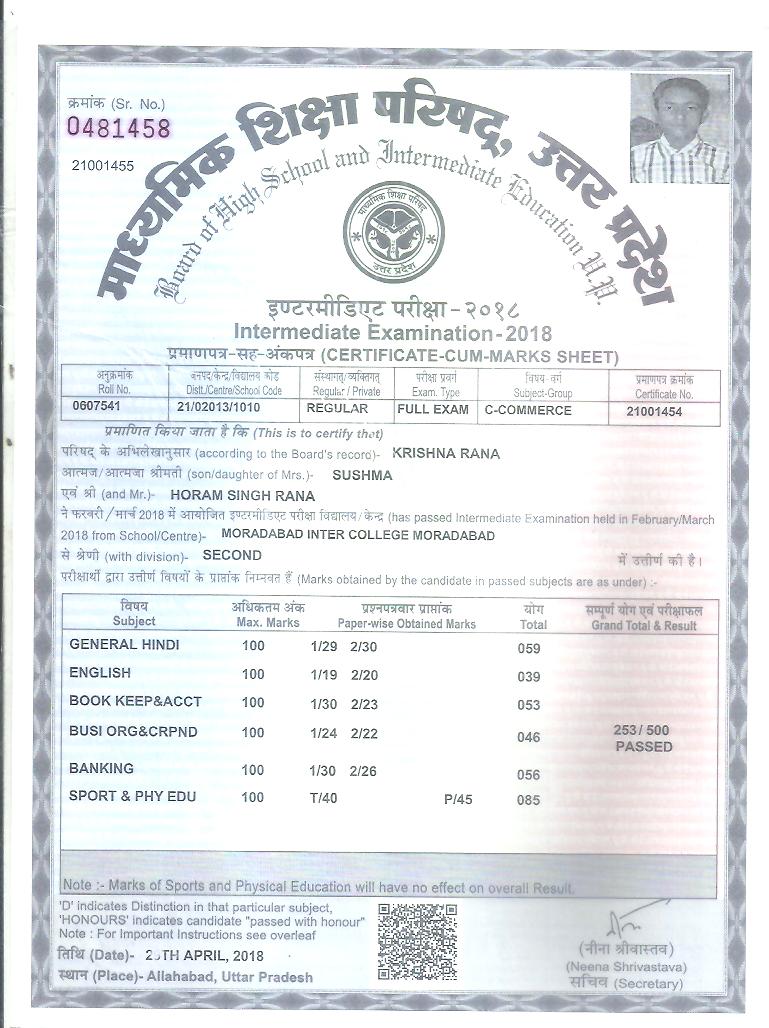 क्रमांक (Sr. No.)
0481458
21001455
माध्यमिक शिक्षा परिषद्, उत्तर प्रदेश
Board of High School and Intermediate Education U.P.
माध्यमिक शिक्षा परिषद्
उत्तर प्रदेश
इण्टरमीडिएट परीक्षा-२०१८
Intermediate Examination-2018
प्रमाणपत्र-सह-अंकपत्र (CERTIFICATE-CUM-MARKS SHEET)
अनुक्रमांक जनपद/केन्द्र/विद्यालय कोड संस्थागत/व्यक्तिगत परीक्षा प्रवर्ग विषय-वर्ग प्रमाणपत्र क्रमांक
Roll No. Distt./Centre/School Code Regular / Private Exam. Type Subject-Group Certificate No.
0607541 21/02013/1010 REGULAR FULL EXAM C-COMMERCE 21001454
प्रमाणित किया जाता है कि (This is to certify that)
परिषद के अभिलेखानुसार (according to the Board's record)- KRISHNA RANA
आत्मज/आत्मजा श्रीमती (son/daughter of Mrs.)- SUSHMA
एवं श्री (and Mr.)- HORAM SINGH RANA
ने फरवरी/मार्च 2018 में आयोजित इण्टरमीडिएट परीक्षा विद्यालय/केन्द्र (has passed Intermediate Examination held in February/March
2018 from School/Centre)- MORADABAD INTER COLLEGE MORADABAD
से श्रेणी (with division)- SECOND में उत्तीर्ण की है।
परीक्षार्थी द्वारा उत्तीर्ण विषयों के प्राप्तांक निम्नवत हैं (Marks obtained by the candidate in passed subjects are as under) :-
विषय अधिकतम अंक प्रश्नपत्रवार प्राप्तांक योग सम्पूर्ण योग एवं परीक्षाफल
Subject Max. Marks Paper-wise Obtained Marks Total Grand Total & Result
GENERAL HINDI 100 1/29 2/30 059
ENGLISH 100 1/19 2/20 039
BOOK KEEP&ACCT 100 1/30 2/23 053
BUSI ORG&CRPND 100 1/24 2/22 046 253/500
PASSED
BANKING 100 1/30 2/26 056
SPORT & PHY EDU 100 T/40 P/45 085
Note :- Marks of Sports and Physical Education will have no effect on overall Result.
'D' indicates Distinction in that particular subject,
'HONOURS' indicates candidate "passed with honour"
Note : For Important Instructions see overleaf
तिथि (Date)- APRIL, 2018
स्थान (Place)- Allahabad, Uttar Pradesh
(नीना श्रीवास्तव)
(Neena Shrivastava)
सचिव (Secretary)